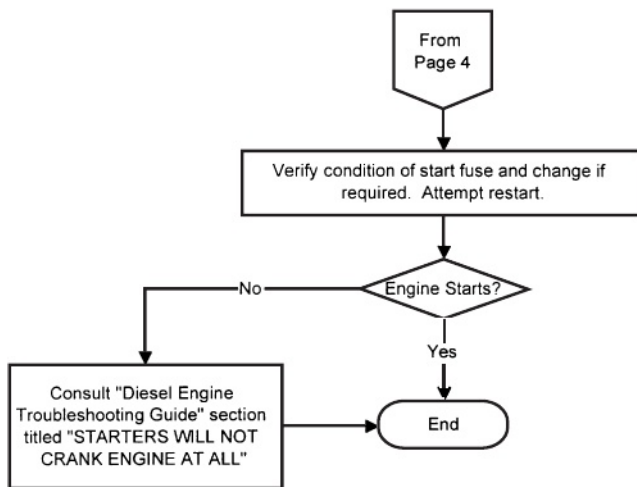 From
Page 4
Verify condition of start fuse and change if
required. Attempt restart.
Engine Starts?
No
Yes
Consult "Diesel Engine
Troubleshooting Guide" section
titled "STARTERS WILL NOT
CRANK ENGINE AT ALL"
End